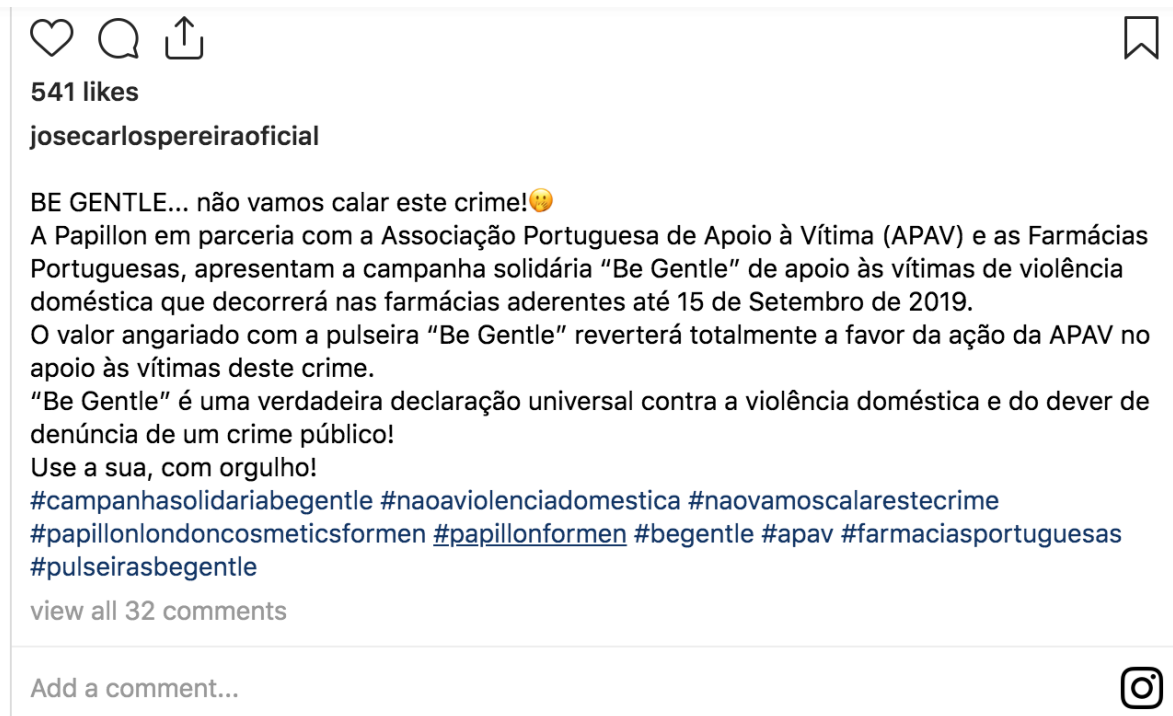 541 likes
josecarlospereiraoficial
BE GENTLE... não vamos calar este crime!🤭
A Papillon em parceria com a Associação Portuguesa de Apoio à Vítima (APAV) e as Farmácias
Portuguesas, apresentam a campanha solidária “Be Gentle” de apoio às vítimas de violência
doméstica que decorrerá nas farmácias aderentes até 15 de Setembro de 2019.
O valor angariado com a pulseira “Be Gentle” reverterá totalmente a favor da ação da APAV no
apoio às vítimas deste crime.
“Be Gentle” é uma verdadeira declaração universal contra a violência doméstica e do dever de
denúncia de um crime público!
Use a sua, com orgulho!
#campanhasolidariabegentle #naoaviolenciadomestica #naovamoscalarestecrime
#papillonlondoncosmeticsformen #papillonformen #begentle #apav #farmaciasportuguesas
#pulseirasbegentle
view all 32 comments
Add a comment...